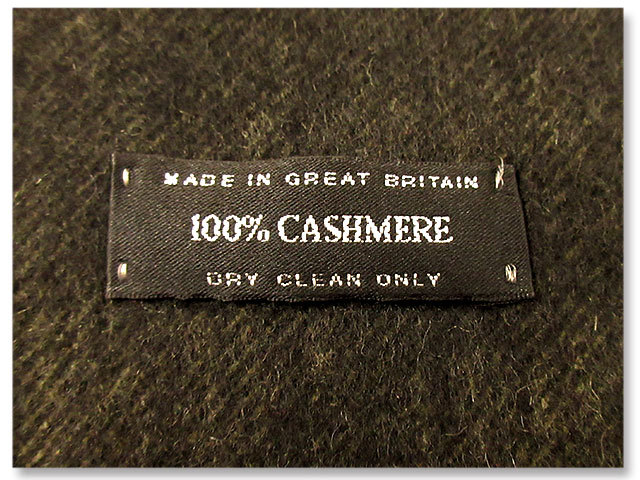 MADE IN GREAT BRITAIN
100% CASHMERE
DRY CLEAN ONLY